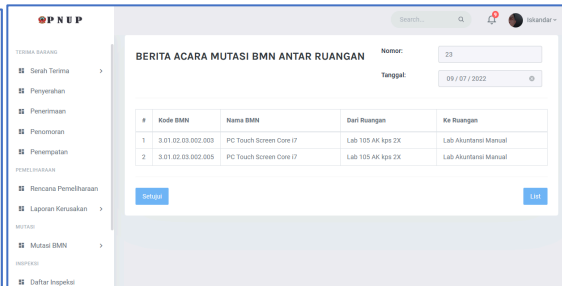 PNUP
Search...
9
Iskandar
TERIMA BARANG
Serah Terima
Penyerahan
Penerimaan
Penomoran
Penempatan
PEMELIHARAAN
Rencana Pemeliharaan
Laporan Kerusakan
MUTASI
Mutasi BMN
INSPEKSI
Daftar Inspeksi
BERITA ACARA MUTASI BMN ANTAR RUANGAN
Nomor: 23
Tanggal: 09 / 07 / 2022
# Kode BMN Nama BMN Dari Ruangan Ke Ruangan
1 3.01.02.03.002.003 PC Touch Screen Core i7 Lab 105 AK kps 2X Lab Akuntansi Manual
2 3.01.02.03.002.005 PC Touch Screen Core i7 Lab 105 AK kps 2X Lab Akuntansi Manual
Setujui
List